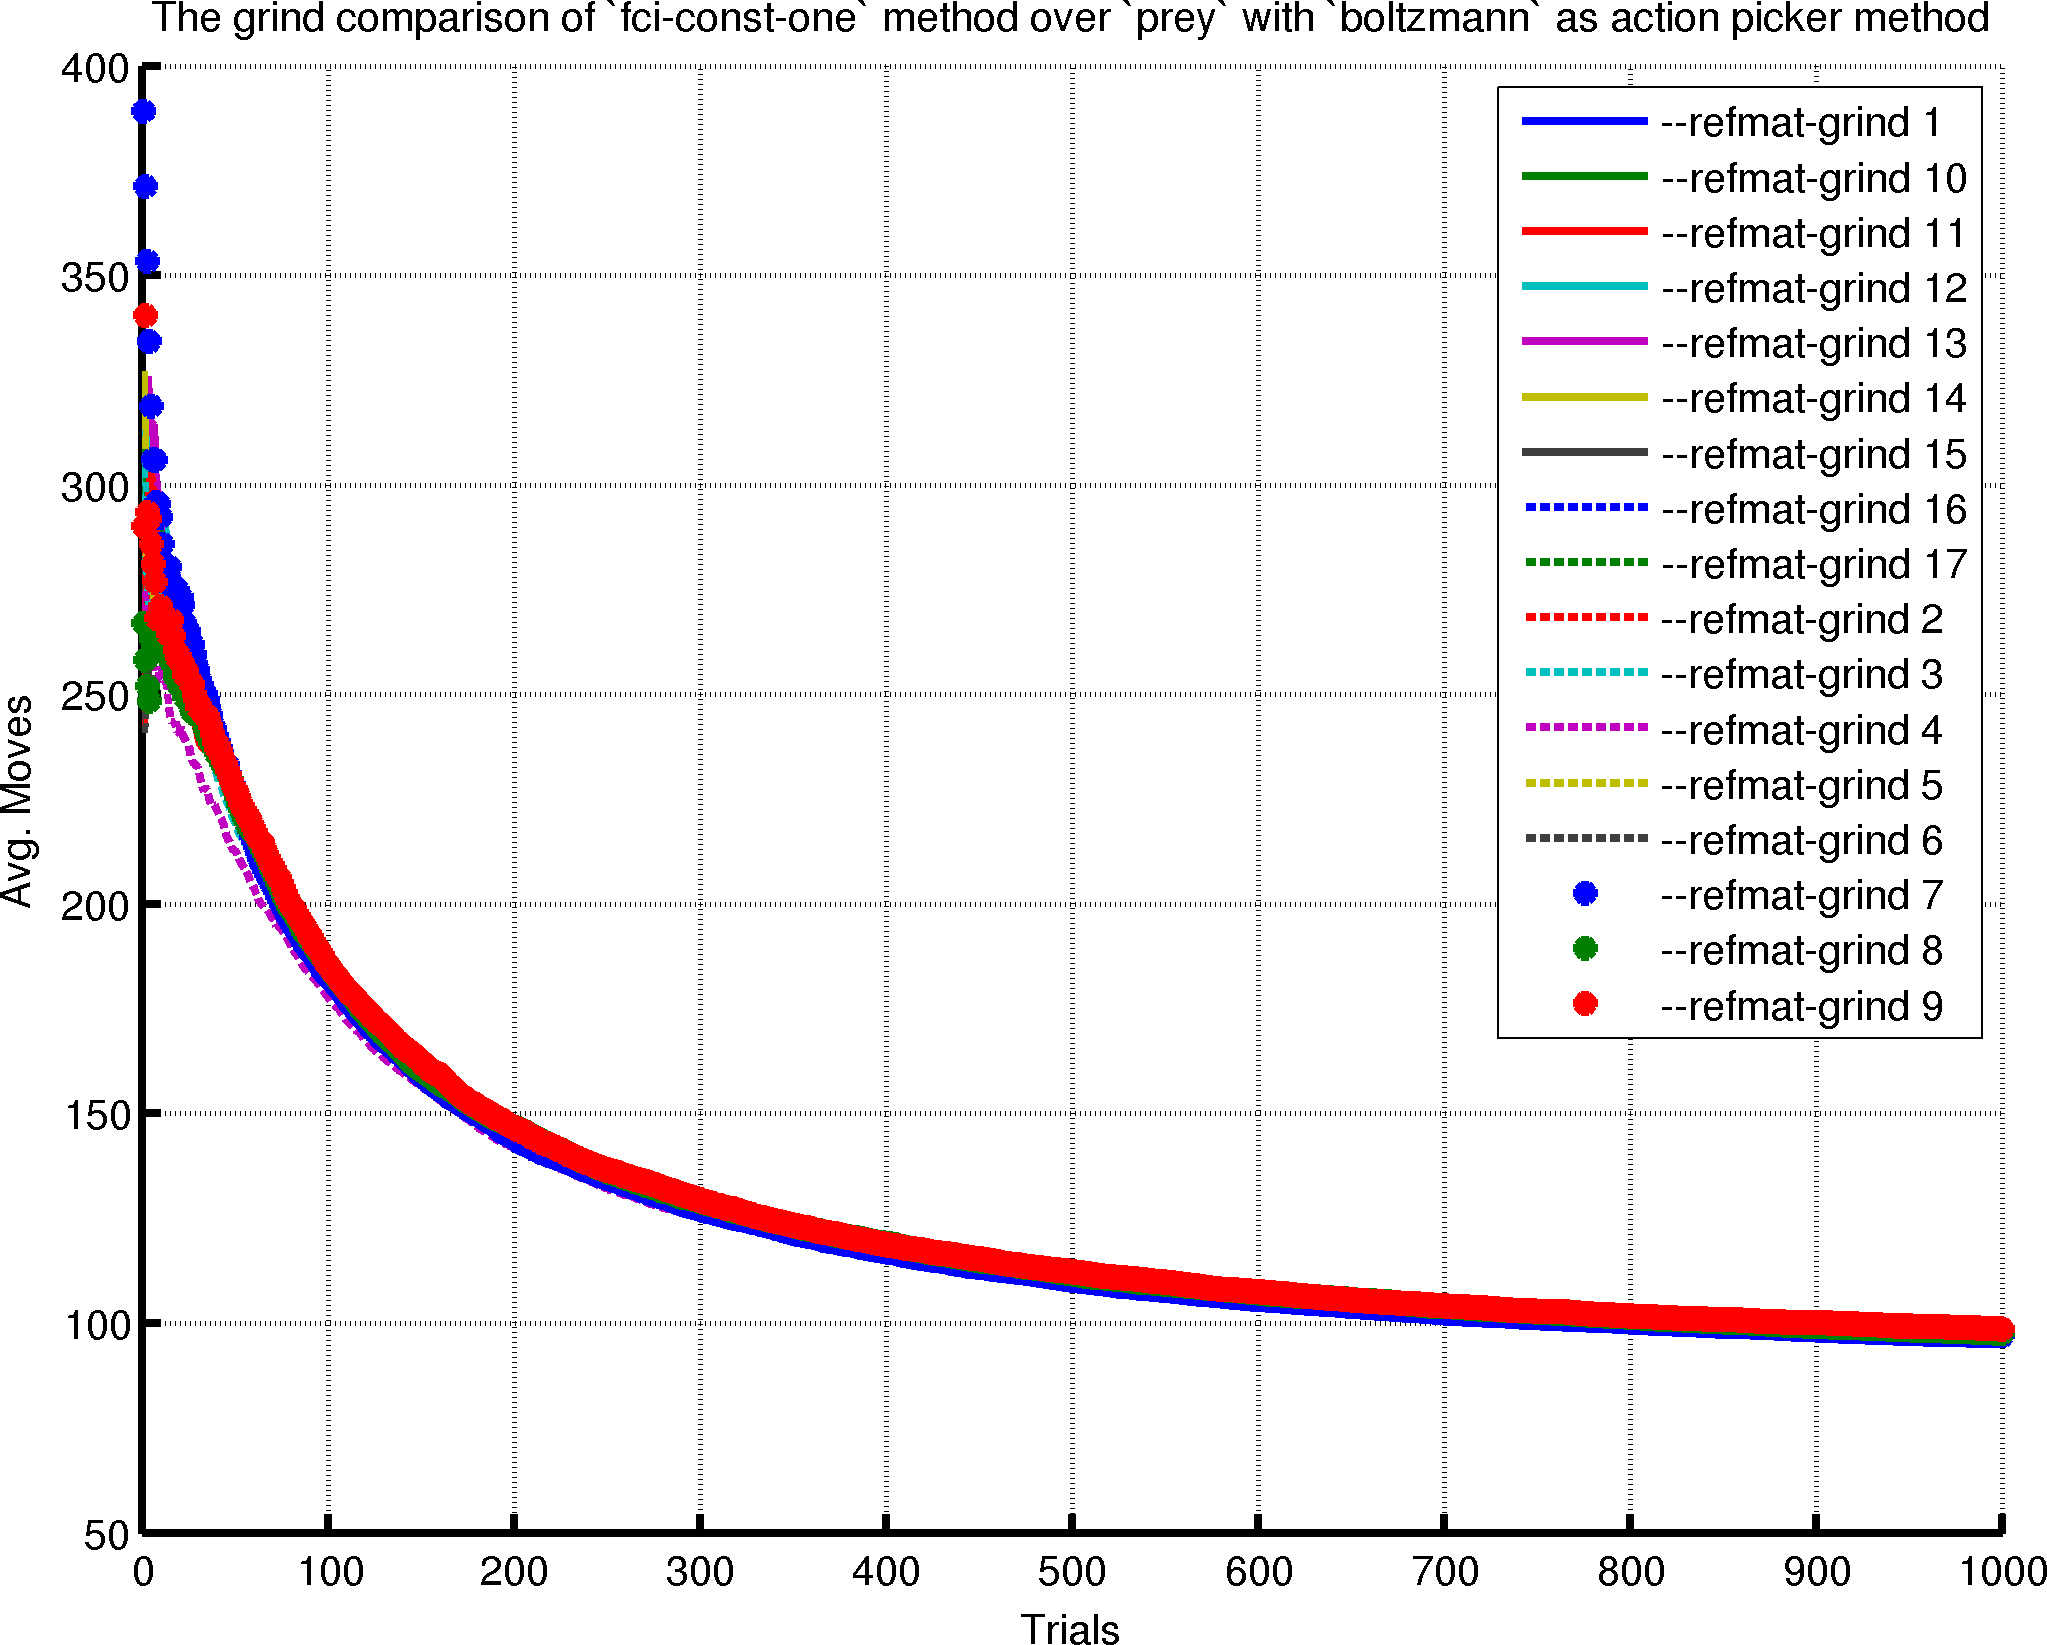 The grind comparison of `fci-const-one` method over `prey` with `boltzmann` as action picker method
400
350
300
250
200
150
100
50
Avg. Moves
0 100 200 300 400 500 600 700 800 900 1000
Trials
--refmat-grind 1
--refmat-grind 10
--refmat-grind 11
--refmat-grind 12
--refmat-grind 13
--refmat-grind 14
--refmat-grind 15
--refmat-grind 16
--refmat-grind 17
--refmat-grind 2
--refmat-grind 3
--refmat-grind 4
--refmat-grind 5
--refmat-grind 6
--refmat-grind 7
--refmat-grind 8
--refmat-grind 9